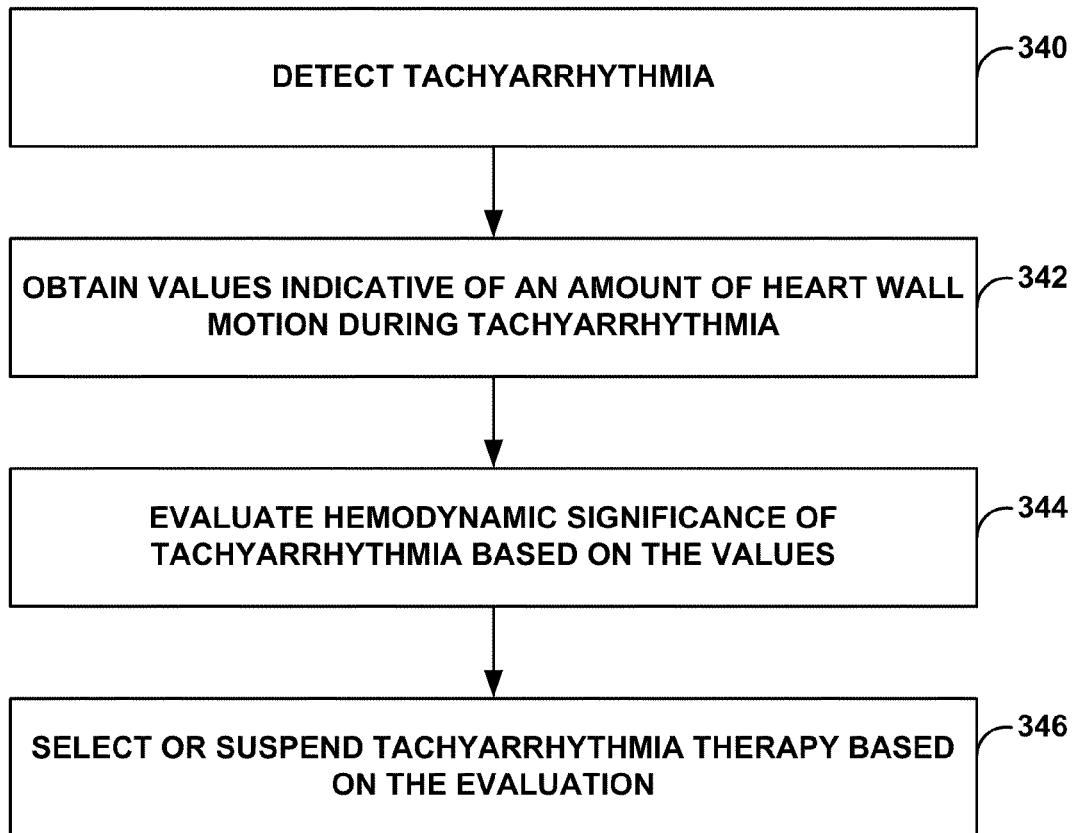 DETECT TACHYARRHYTHMIA
340
OBTAIN VALUES INDICATIVE OF AN AMOUNT OF HEART WALL
MOTION DURING TACHYARRHYTHMIA
342
EVALUATE HEMODYNAMIC SIGNIFICANCE OF
TACHYARRHYTHMIA BASED ON THE VALUES
344
SELECT OR SUSPEND TACHYARRHYTHMIA THERAPY BASED
ON THE EVALUATION
346